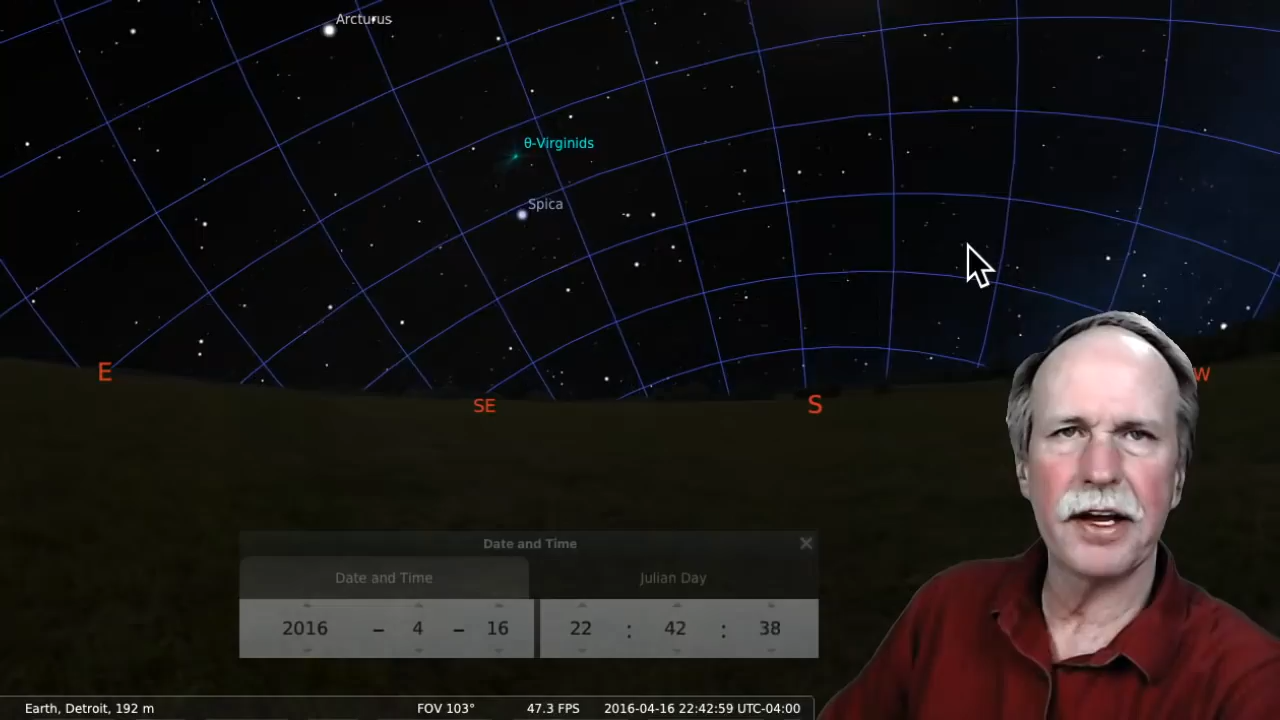 Arcturus
θ-Virginids
Spica
E
SE
S
W
Date and Time
Date and Time
Julian Day
2016 – 4 – 16 22 : 42 : 38
Earth, Detroit, 192 m FOV 103° 47.3 FPS 2016-04-16 22:42:59 UTC-04:00